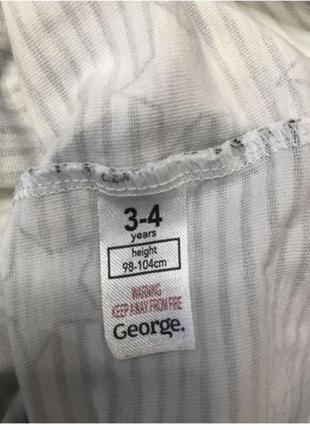 3-4
years
height
98-104cm
WARNING
KEEP AWAY FROM FIRE
George.